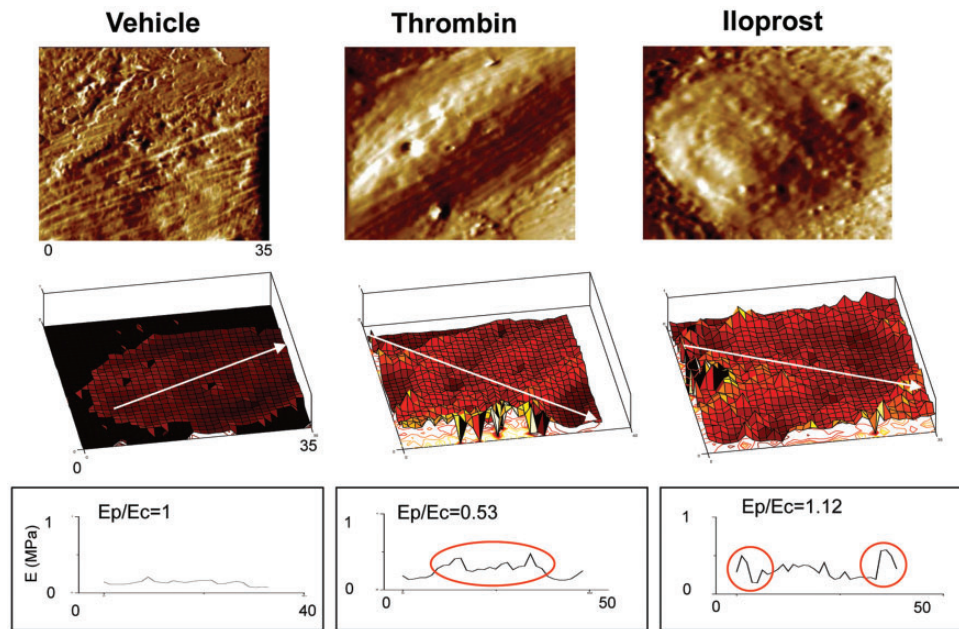 Vehicle Thrombin Iloprost
0 35
0 35
Ep/Ec=1 Ep/Ec=0.53 Ep/Ec=1.12
E (MPa)
1 1 1
0 0 0
40 0 50 0 50